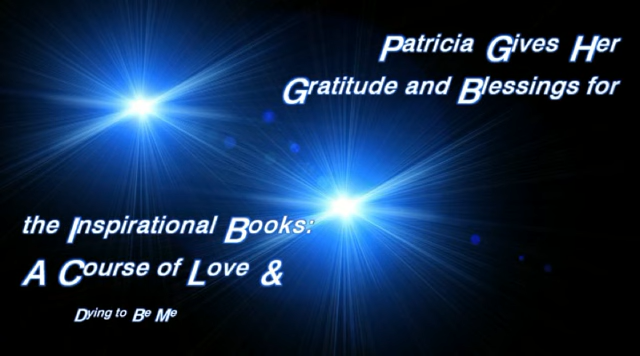 Patricia Gives Her
Gratitude and Blessings for
the Inspirational Books:
A Course of Love &
Dying to Be Me